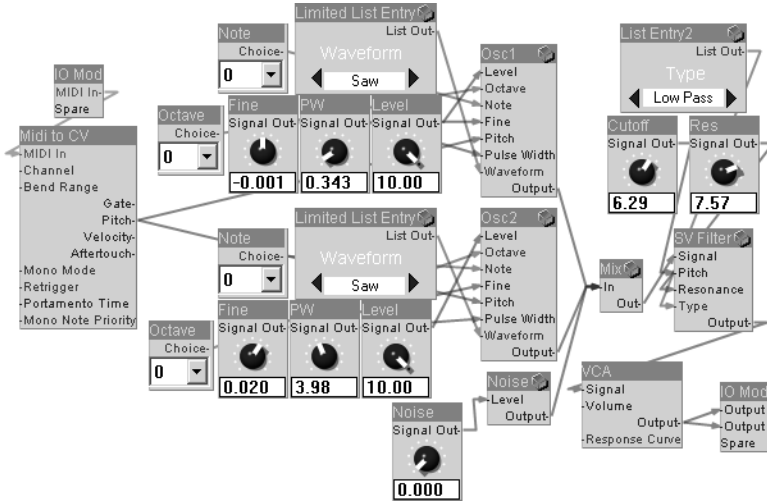 IO Mod
MIDI In
Spare
Midi to CV
MIDI In
Channel
Bend Range
Gate
Pitch
Velocity
Aftertouch
Mono Mode
Retrigger
Portamento Time
Mono Note Priority
Note
Choice
0
Limited List Entry
List Out
Waveform
Saw
Octave
Choice
0
Fine
Signal Out
-0.001
PW
Signal Out
0.343
Level
Signal Out
10.00
Osc1
Level
Octave
Note
Fine
Pitch
Pulse Width
Waveform
Output
Note
Choice
0
Limited List Entry
List Out
Waveform
Saw
Octave
Choice
0
Fine
Signal Out
0.020
PW
Signal Out
3.98
Level
Signal Out
10.00
Osc2
Level
Octave
Note
Fine
Pitch
Pulse Width
Waveform
Output
Noise
Signal Out
0.000
Noise
Level
Output
Mix
In
Out
List Entry2
List Out
Type
Low Pass
Cutoff
Signal Out
6.29
Res
Signal Out
7.57
SV Filter
Signal
Pitch
Resonance
Type
Output
VCA
Signal
Volume
Output
Response Curve
IO Mod
Output
Output
Spare